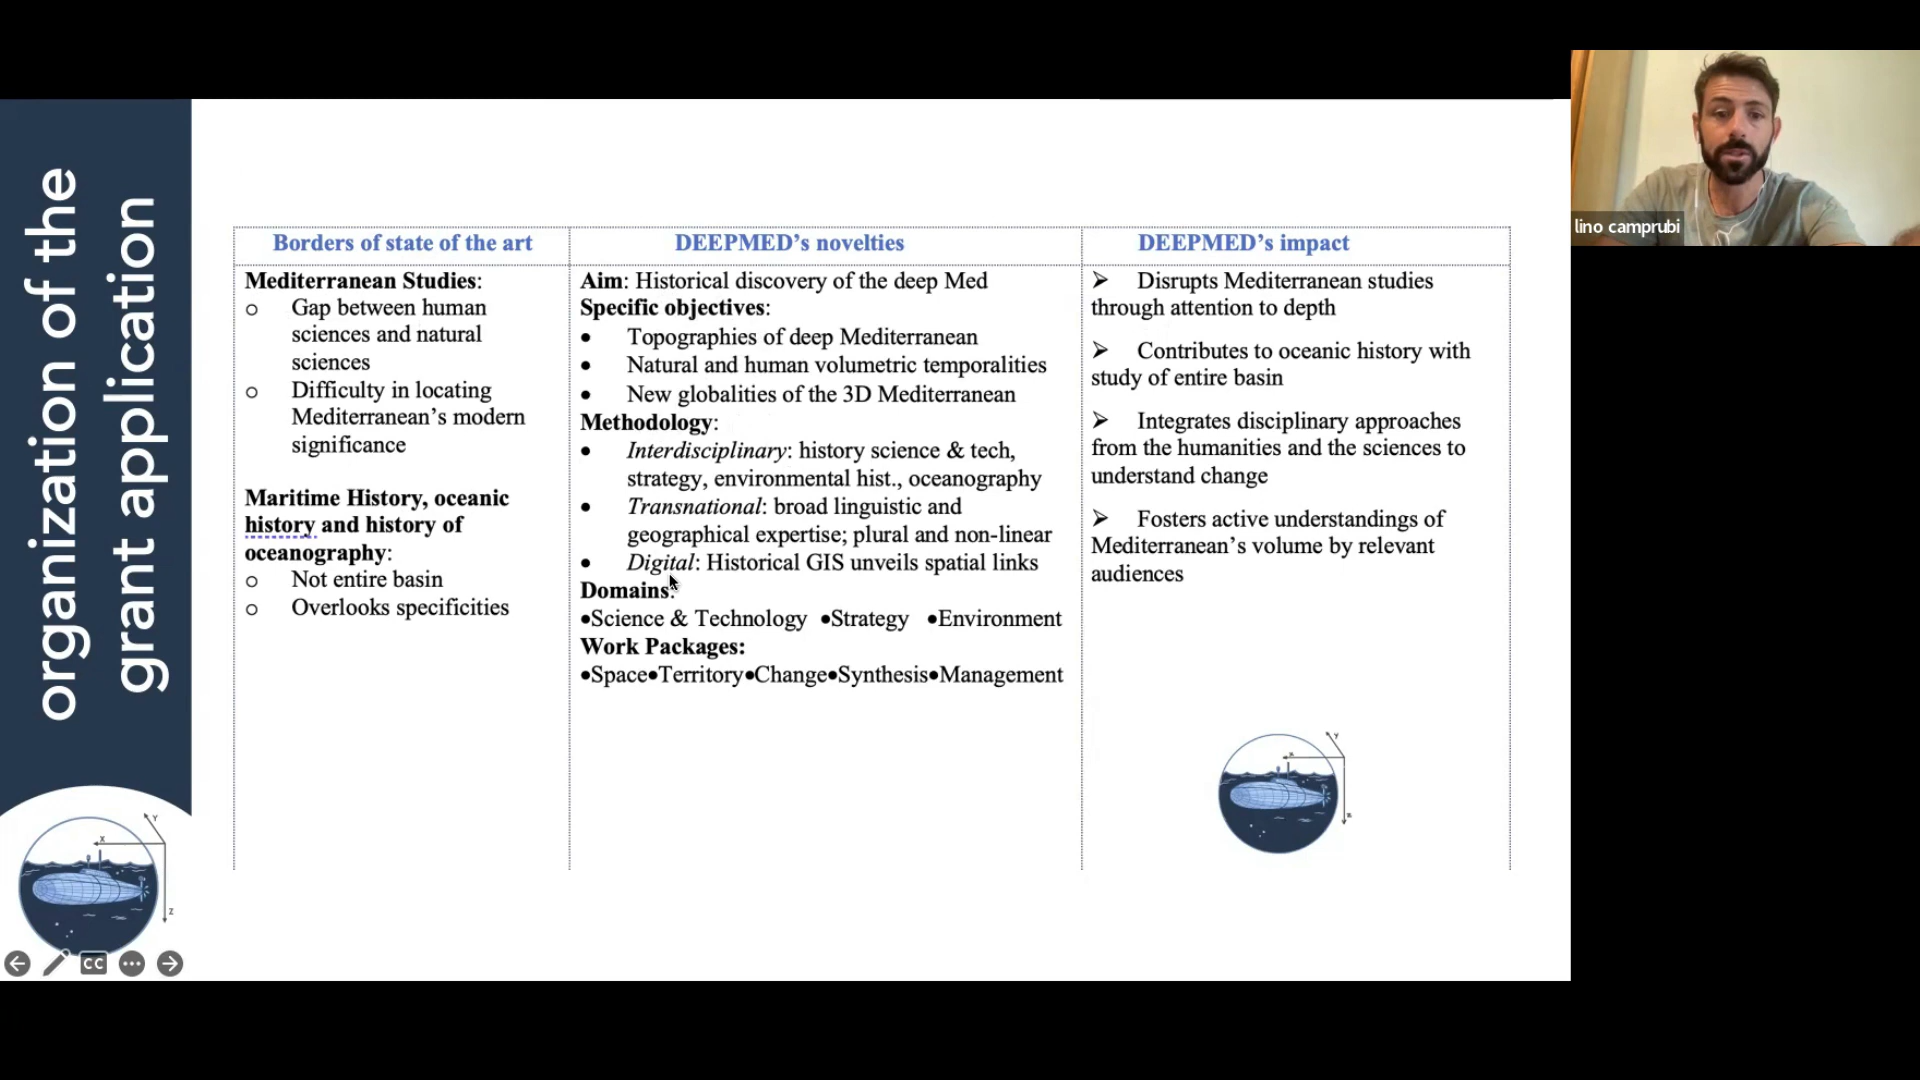 organization of the
grant application
Borders of state of the art
Mediterranean Studies:
o Gap between human
sciences and natural
sciences
o Difficulty in locating
Mediterranean’s modern
significance
Maritime History, oceanic
history and history of
oceanography:
o Not entire basin
o Overlooks specificities
DEEPMED’s novelties
Aim: Historical discovery of the deep Med
Specific objectives:
• Topographies of deep Mediterranean
• Natural and human volumetric temporalities
• New globalities of the 3D Mediterranean
Methodology:
• Interdisciplinary: history science & tech,
strategy, environmental hist., oceanography
• Transnational: broad linguistic and
geographical expertise; plural and non-linear
• Digital: Historical GIS unveils spatial links
Domains:
•Science & Technology •Strategy •Environment
Work Packages:
•Space•Territory•Change•Synthesis•Management
DEEPMED’s impact
➢ Disrupts Mediterranean studies
through attention to depth
➢ Contributes to oceanic history with
study of entire basin
➢ Integrates disciplinary approaches
from the humanities and the sciences to
understand change
➢ Fosters active understandings of
Mediterranean’s volume by relevant
audiences
Y
X
Z
Y
x
z
CC
lino camprubi